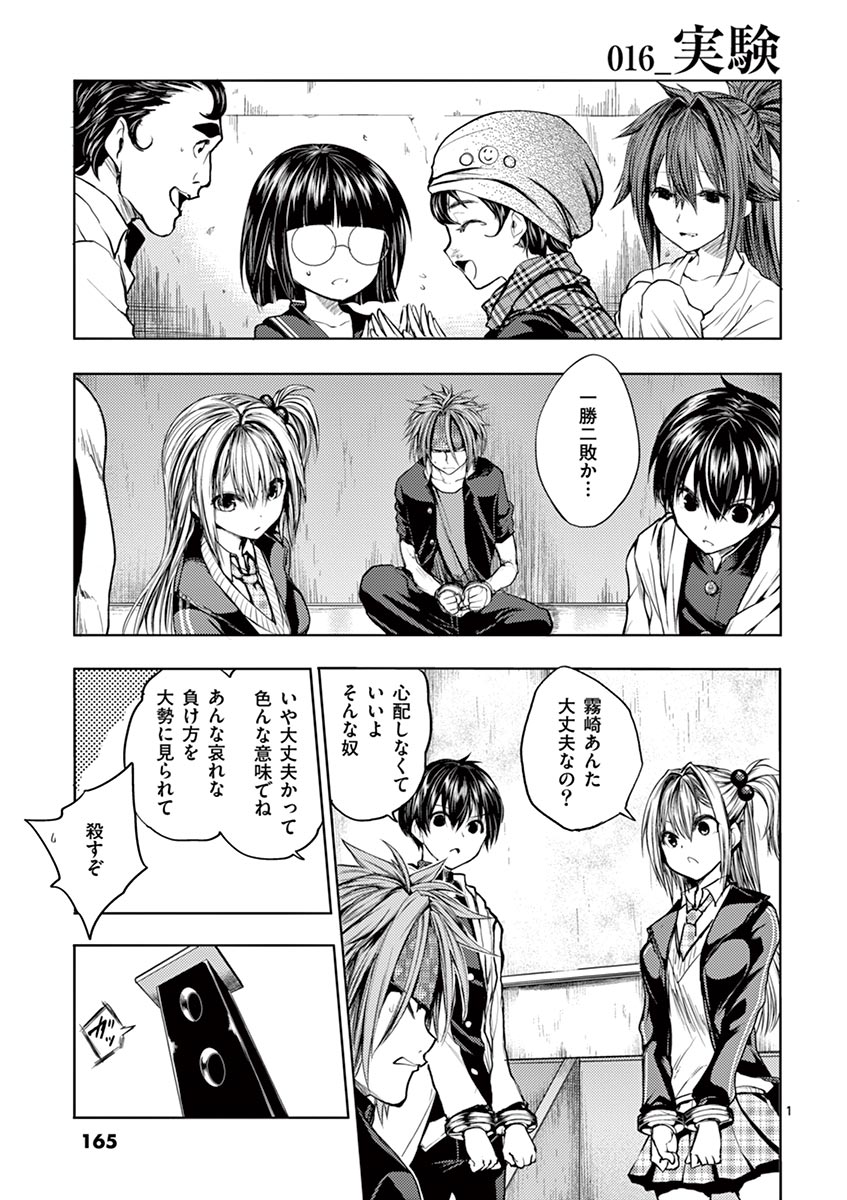 016_実験
一勝二敗か…
霧崎あんた
大丈夫なの？
心配しなくて
いいよ
そんな奴
いや大丈夫かって
色んな意味でね
あんな哀れな
負け方を
大勢に見られて
殺すぞ
ガッ
1
165